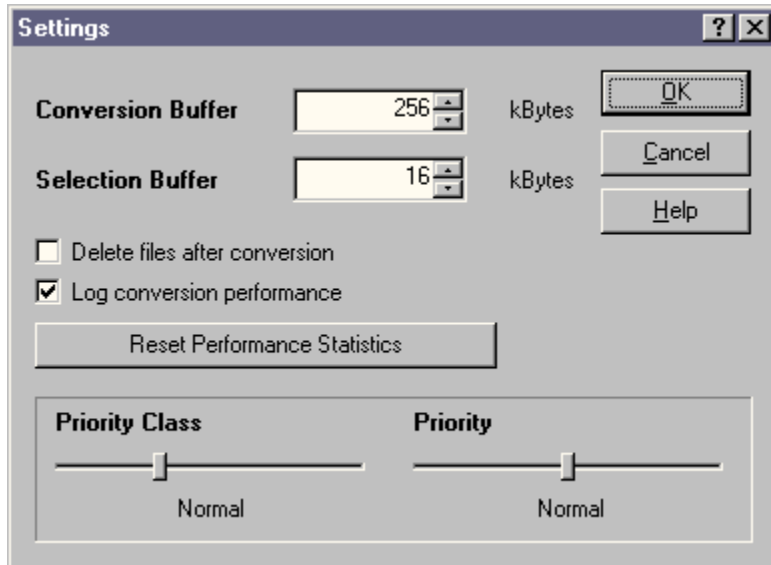 Settings
Conversion Buffer 256 kBytes
OK
Selection Buffer 16 kBytes
Cancel
Help
Delete files after conversion
Log conversion performance
Reset Performance Statistics
Priority Class Priority
Normal Normal